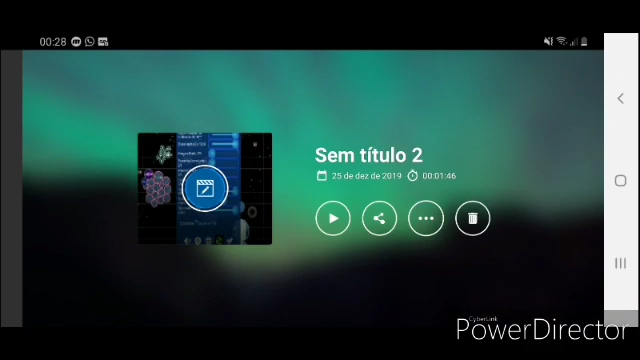 00:28
Sem título 2
25 de dez de 2019 00:01:46
CyberLink
PowerDirector